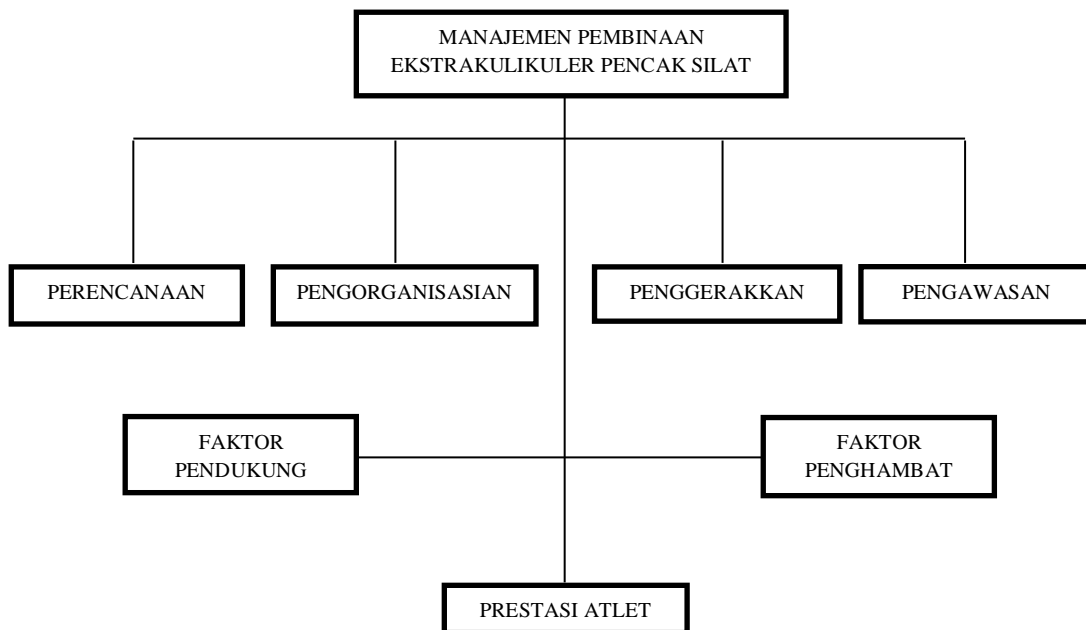 MANAJEMEN PEMBINAAN
EKSTRAKULIKULER PENCAK SILAT
PERENCANAAN
PENGORGANISASIAN
PENGGERAKKAN
PENGAWASAN
FAKTOR
PENDUKUNG
FAKTOR
PENGHAMBAT
PRESTASI ATLET